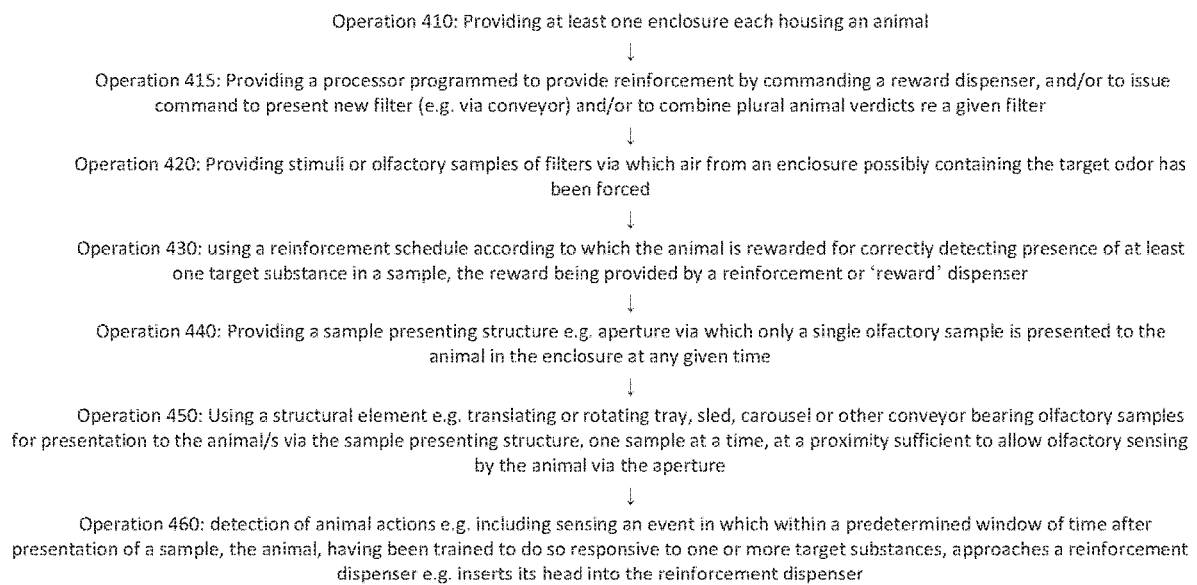 Operation 410: Providing at least one enclosure each housing an animal
↓
Operation 415: Providing a processor programmed to provide reinforcement by commanding a reward dispenser, and/or to issue
command to present new filter (e.g. via conveyor) and/or to combine plural animal verdicts re a given filter
↓
Operation 420: Providing stimuli or olfactory samples of filters via which air from an enclosure possibly containing the target odor has
been forced
↓
Operation 430: using a reinforcement schedule according to which the animal is rewarded for correctly detecting presence of at least
one target substance in a sample, the reward being provided by a reinforcement or ‘reward’ dispenser
↓
Operation 440: Providing a sample presenting structure e.g. aperture via which only a single olfactory sample is presented to the
animal in the enclosure at any given time
↓
Operation 450: Using a structural element e.g. translating or rotating tray, sled, carousel or other conveyor bearing olfactory samples
for presentation to the animal/s via the sample presenting structure, one sample at a time, at a proximity sufficient to allow olfactory sensing
by the animal via the aperture
↓
Operation 460: detection of animal actions e.g. including sensing an event in which within a predetermined window of time after
presentation of a sample, the animal, having been trained to do so responsive to one or more target substances, approaches a reinforcement
dispenser e.g. inserts its head into the reinforcement dispenser